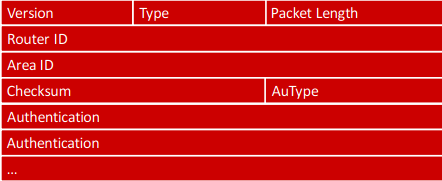 Version Type Packet Length
Router ID
Area ID
Checksum AuType
Authentication
Authentication
...